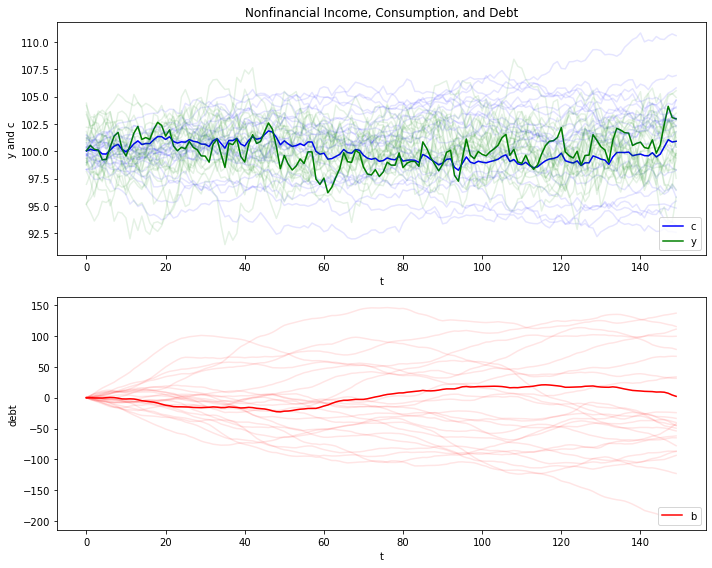 Nonfinancial Income, Consumption, and Debt
110.0
107.5
105.0
102.5
100.0
97.5
95.0
92.5
y and c
c
y
0 20 40 60 80 100 120 140
t
150
100
50
0
−50
−100
−150
−200
debt
b
0 20 40 60 80 100 120 140
t